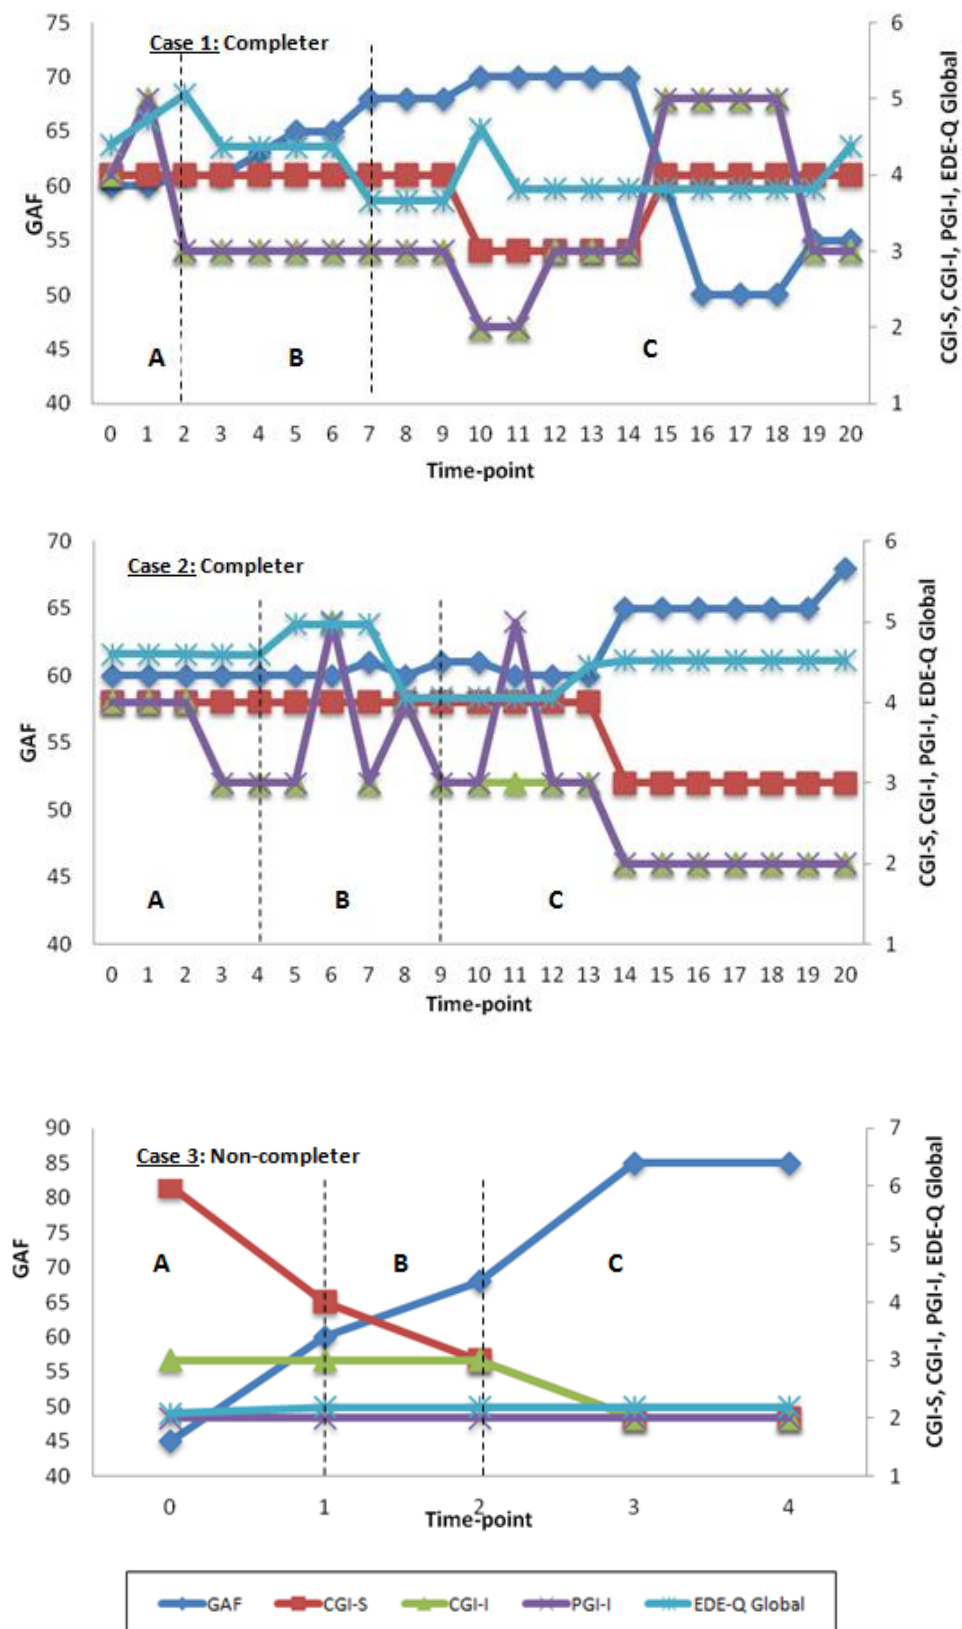 Case 1: Completer
75
70
65
60
55
50
45
40
GAF
6
5
4
3
2
1
CGI-S, CGI-I, PGI-I, EDE-Q Global
A
B
C
0 1 2 3 4 5 6 7 8 9 10 11 12 13 14 15 16 17 18 19 20
Time-point
Case 2: Completer
70
65
60
55
50
45
40
GAF
6
5
4
3
2
1
CGI-S, CGI-I, PGI-I, EDE-Q Global
A
B
C
0 1 2 3 4 5 6 7 8 9 10 11 12 13 14 15 16 17 18 19 20
Time-point
Case 3: Non-completer
90
85
80
75
70
65
60
55
50
45
40
GAF
7
6
5
4
3
2
1
CGI-S, CGI-I, PGI-I, EDE-Q Global
A
B
C
0 1 2 3 4
Time-point
GAF CGI-S CGI-I PGI-I EDE-Q Global